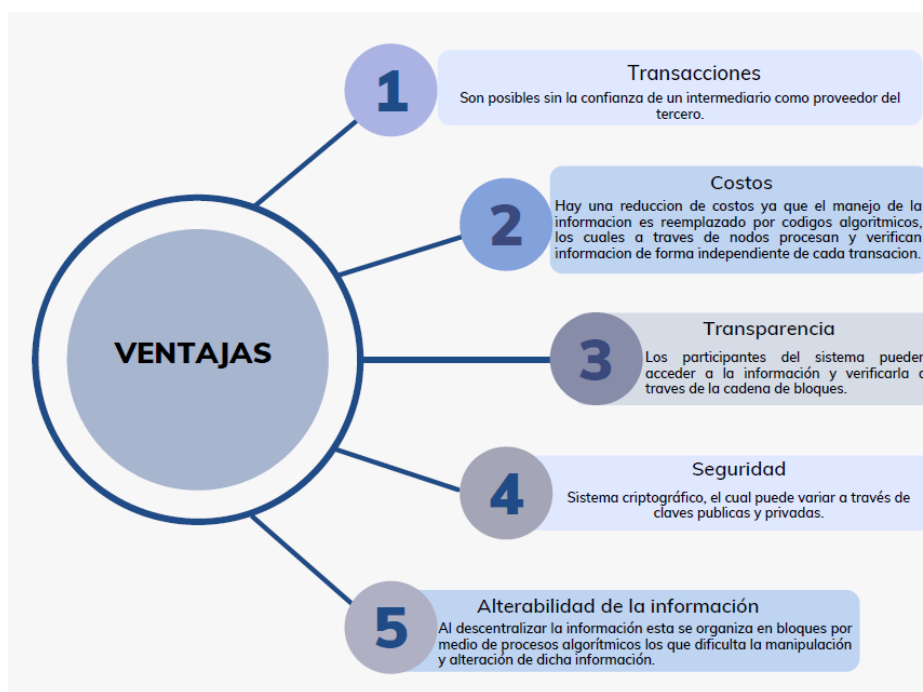 1
Transacciones
Son posibles sin la confianza de un intermediario como proveedor del
tercero.
2
Costos
Hay una reduccion de costos ya que el manejo de la
informacion es reemplazado por codigos algoritmicos,
los cuales a traves de nodos procesan y verifican
informacion de forma independiente de cada transacion.
VENTAJAS
3
Transparencia
Los participantes del sistema pueden
acceder a la información y verificarla a
traves de la cadena de bloques.
4
Seguridad
Sistema criptográfico, el cual puede variar a través de
claves publicas y privadas.
5
Alterabilidad de la información
Al descentralizar la información esta se organiza en bloques por
medio de procesos algorítmicos los que dificulta la manipulación
y alteración de dicha información.